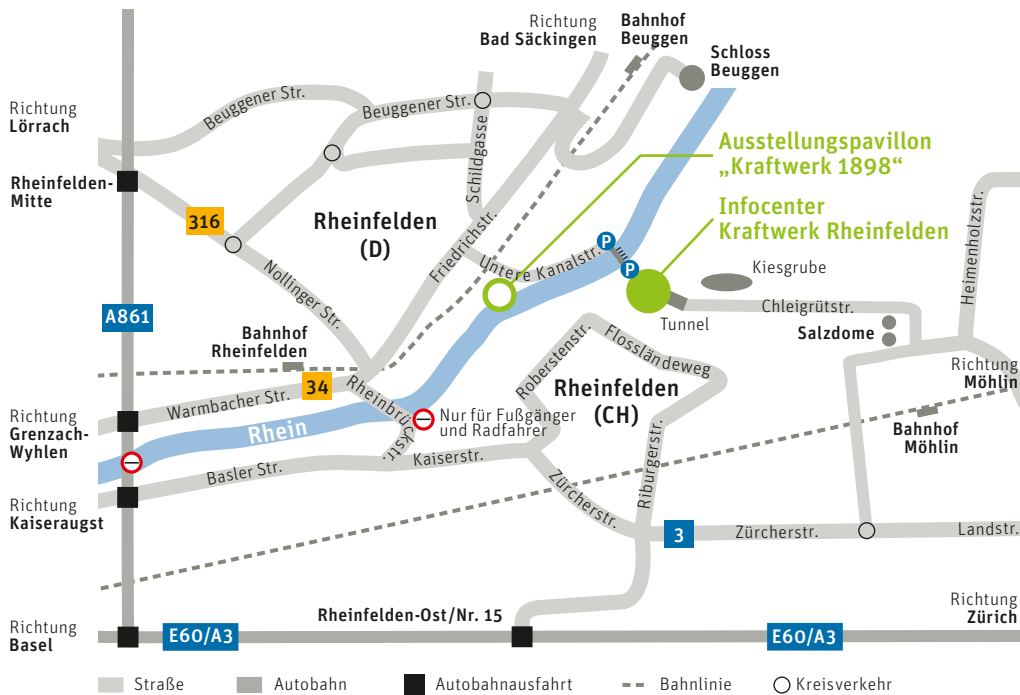 Richtung
Bad Säckingen
Bahnhof
Beuggen
Schloss
Beuggen
Richtung
Lörrach
Beuggener Str.
Beuggener Str.
Schildgasse
Ausstellungspavillon
„Kraftwerk 1898“
Rheinfelden-
Mitte
316
Rheinfelden
(D)
Friedrichstr.
Infocenter
Kraftwerk Rheinfelden
Heimenholzstr.
P
P
Untere Kanalstr.
Nollinger Str.
Kiesgrube
Chleigrütstr.
Tunnel
Salzdome
A861
Bahnhof
Rheinfelden
34
Warmbacher Str.
Rheinbrückstr.
Roberstenstr.
Flossländeweg
Rheinfelden
(CH)
Richtung
Möhlin
Richtung
Grenzach-
Wyhlen
Rhein
Nur für Fußgänger
und Radfahrer
Bahnhof
Möhlin
Basler Str.
Kaiserstr.
Riburgerstr.
Zürcherstr.
Richtung
Kaiseraugst
3
Zürcherstr.
Landstr.
Richtung
Basel
E60/A3
Rheinfelden-Ost/Nr. 15
E60/A3
Richtung
Zürich
Straße
Autobahn
Autobahnausfahrt
Bahnlinie
Kreisverkehr